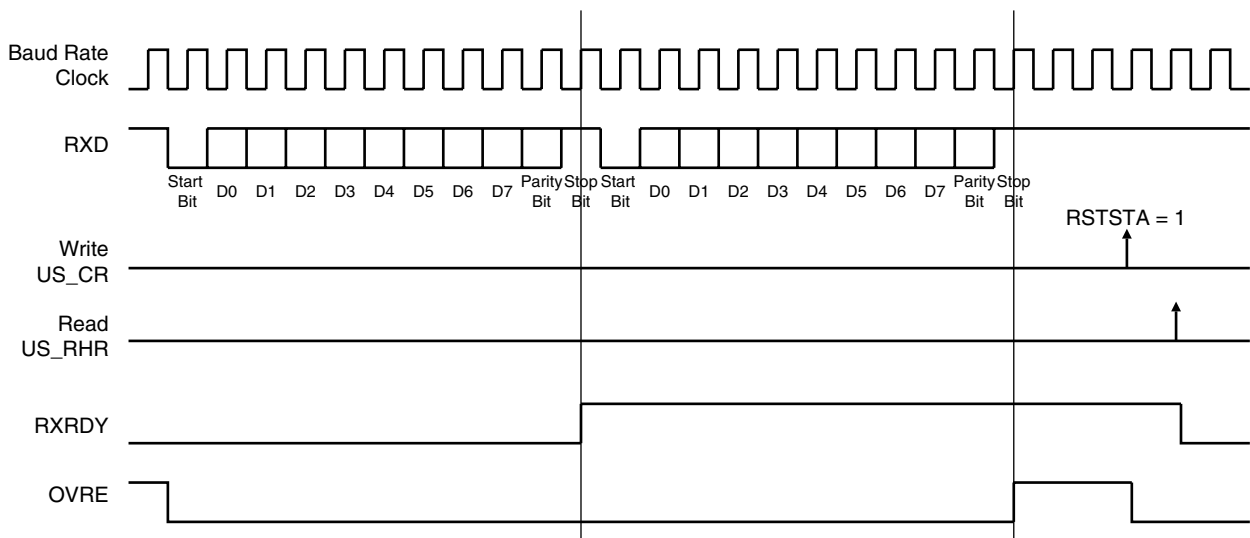 Baud Rate
Clock
RXD
Start
Bit
D0
D1
D2
D3
D4
D5
D6
D7
Parity
Bit
Stop
Bit
Start
Bit
D0
D1
D2
D3
D4
D5
D6
D7
Parity
Bit
Stop
Bit
RSTSTA = 1
Write
US_CR
Read
US_RHR
RXRDY
OVRE